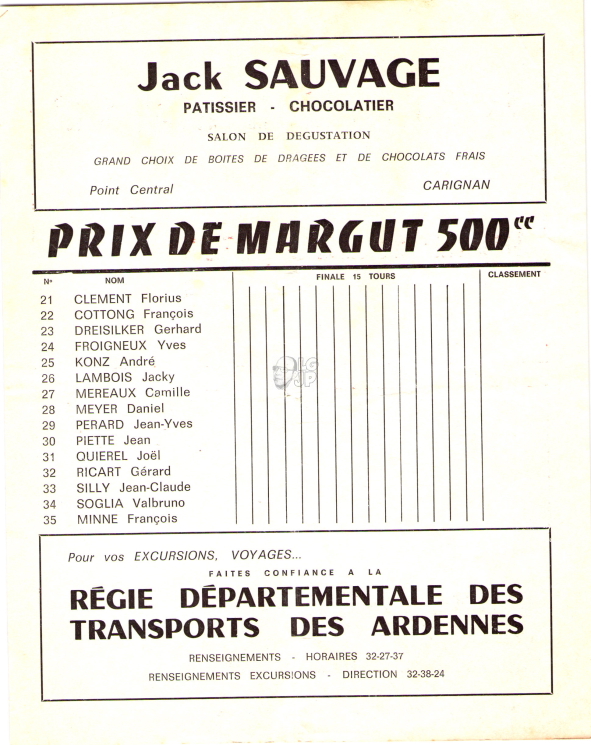 Jack SAUVAGE
PATISSIER - CHOCOLATIER
SALON DE DEGUSTATION
GRAND CHOIX DE BOITES DE DRAGEES ET DE CHOCOLATS FRAIS
Point Central CARIGNAN
PRIX DE MARGUT 500cc
N° NOM FINALE 15 TOURS CLASSEMENT
21 CLEMENT Florius
22 COTTONG François
23 DREISILKER Gerhard
24 FROIGNEUX Yves
25 KONZ André
26 LAMBOIS Jacky
27 MEREAUX Camille
28 MEYER Daniel
29 PERARD Jean-Yves
30 PIETTE Jean
31 QUIEREL Joël
32 RICART Gérard
33 SILLY Jean-Claude
34 SOGLIA Valbruno
35 MINNE François
LG
JP
Pour vos EXCURSIONS, VOYAGES...
FAITES CONFIANCE A LA
RÉGIE DÉPARTEMENTALE DES
TRANSPORTS DES ARDENNES
RENSEIGNEMENTS - HORAIRES 32-27-37
RENSEIGNEMENTS EXCURSIONS - DIRECTION 32-38-24